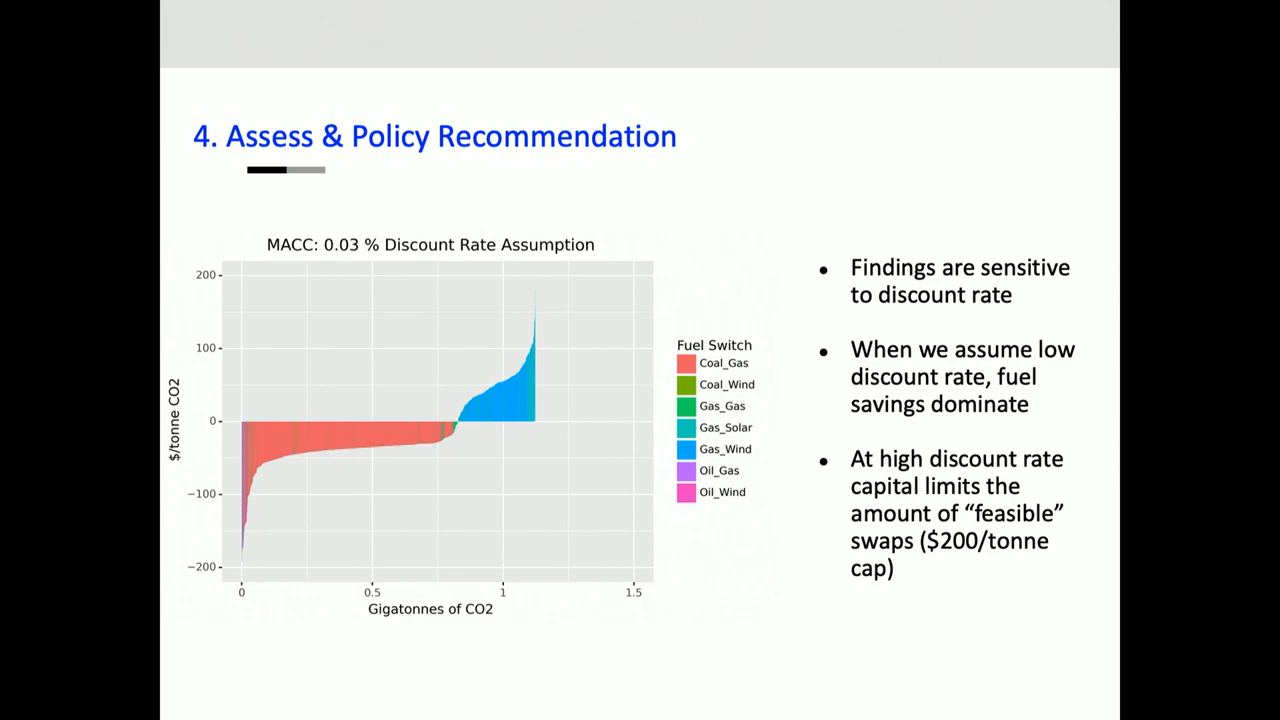 4. Assess & Policy Recommendation
MACC: 0.03 % Discount Rate Assumption
$/tonne CO2
200
100
0
−100
−200
0
0.5
1
1.5
Gigatonnes of CO2
Fuel Switch
Coal_Gas
Coal_Wind
Gas_Gas
Gas_Solar
Gas_Wind
Oil_Gas
Oil_Wind
• Findings are sensitive
to discount rate
• When we assume low
discount rate, fuel
savings dominate
• At high discount rate
capital limits the
amount of “feasible”
swaps ($200/tonne
cap)